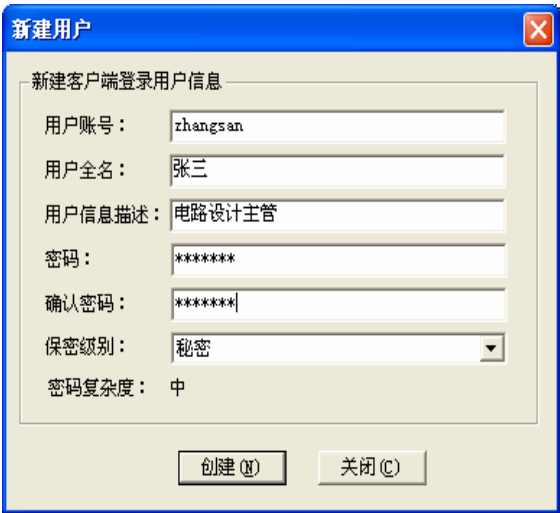 新建用户
新建客户端登录用户信息
用户账号： zhangsan
用户全名： 张三
用户信息描述： 电路设计主管
密码： *******
确认密码： *******
保密级别： 秘密
密码复杂度： 中
创建(N) 关闭(C)